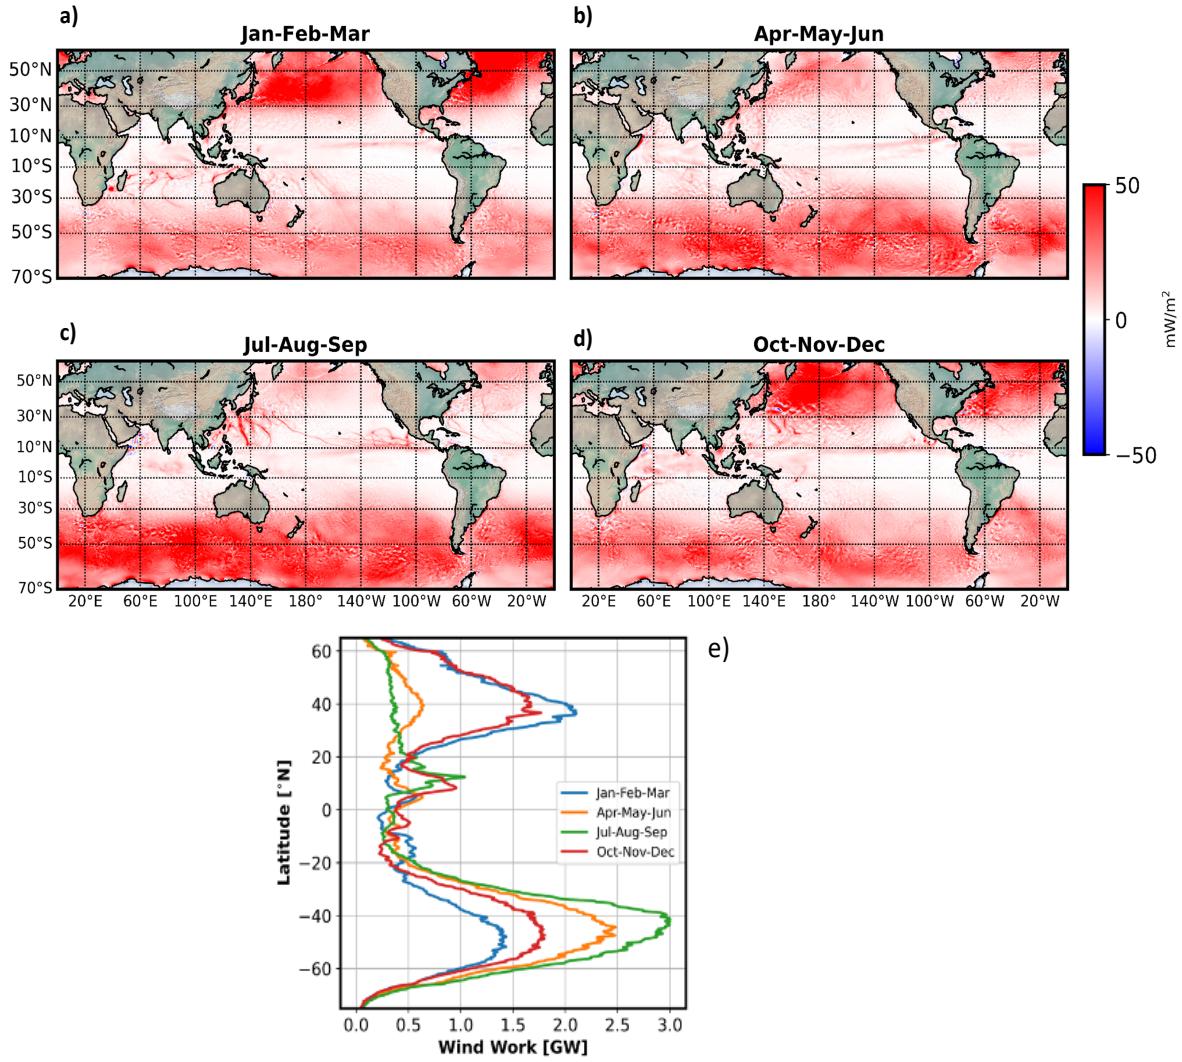 a)
Jan-Feb-Mar
b)
Apr-May-Jun
50°N
30°N
10°N
10°S
30°S
50°S
70°S
50
0
−50
mW/m²
c)
Jul-Aug-Sep
d)
Oct-Nov-Dec
50°N
30°N
10°N
10°S
30°S
50°S
70°S
20°E 60°E 100°E 140°E 180° 140°W 100°W 60°W 20°W
20°E 60°E 100°E 140°E 180° 140°W 100°W 60°W 20°W
e)
60
40
20
0
−20
−40
−60
Latitude [°N]
Jan-Feb-Mar
Apr-May-Jun
Jul-Aug-Sep
Oct-Nov-Dec
0.0 0.5 1.0 1.5 2.0 2.5 3.0
Wind Work [GW]